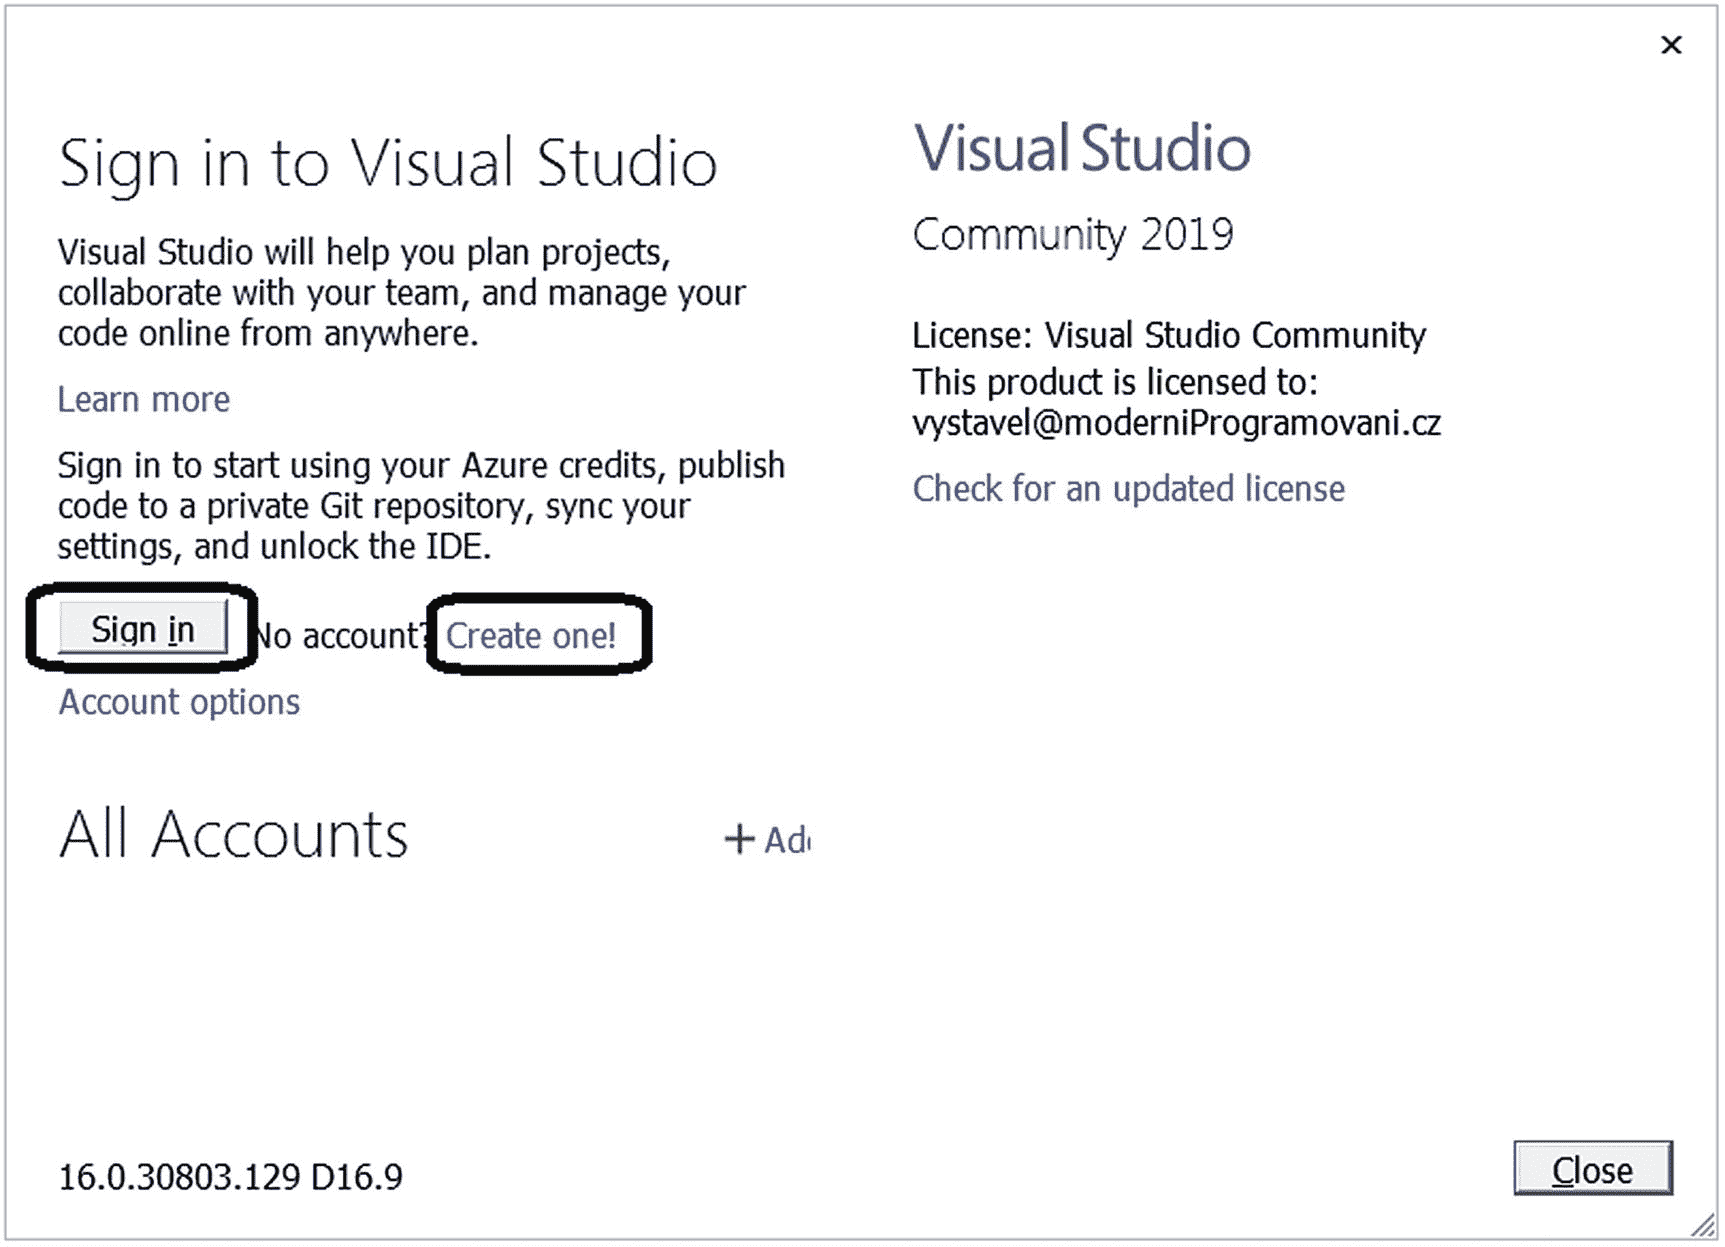 Sign in to Visual Studio
Visual Studio will help you plan projects,
collaborate with your team, and manage your
code online from anywhere.
Learn more
Sign in to start using your Azure credits, publish
code to a private Git repository, sync your
settings, and unlock the IDE.
Sign in No account? Create one!
Account options
All Accounts
+
16.0.30803.129 D16.9
Visual Studio
Community 2019
License: Visual Studio Community
This product is licensed to:
vystavel@moderniProgramovani.cz
Check for an updated license
Close